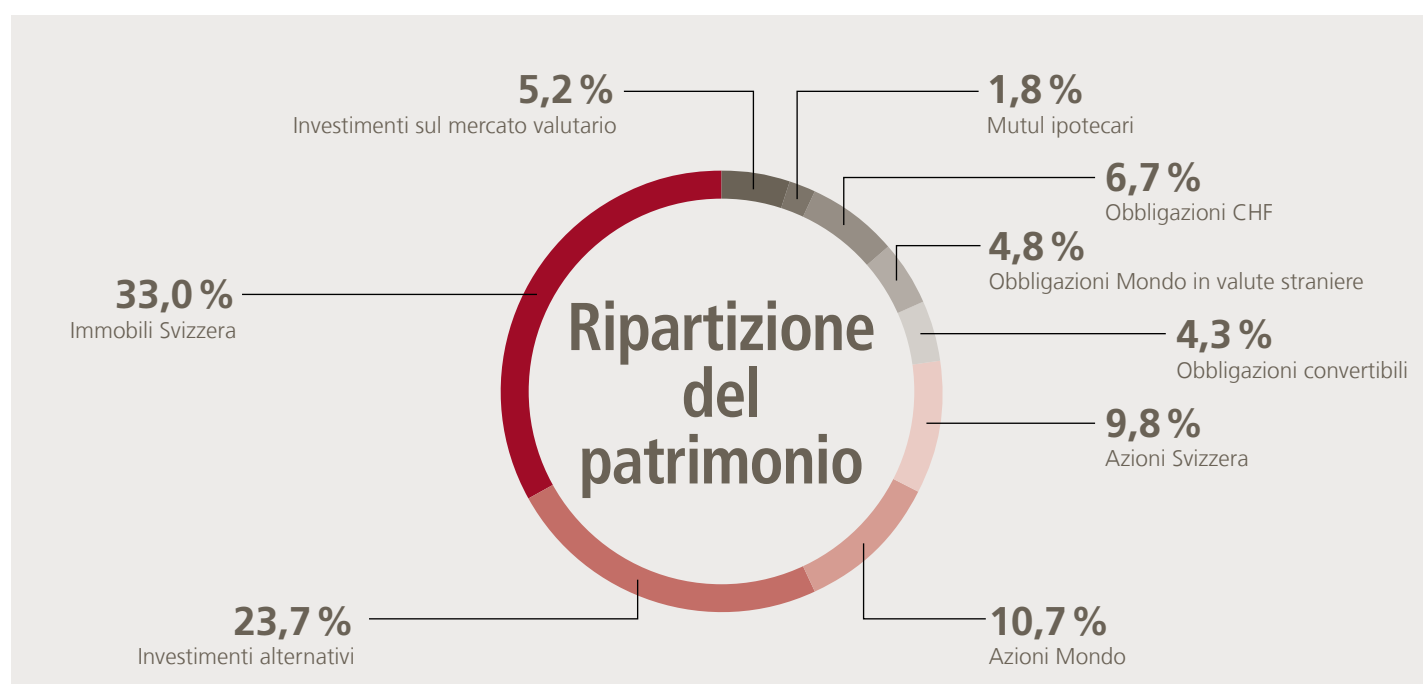 5,2 %
Investimenti sul mercato valutario
1,8 %
Mutul ipotecari
6,7 %
Obbligazioni CHF
4,8 %
Obbligazioni Mondo in valute straniere
33,0 %
Immobili Svizzera
Ripartizione
del
patrimonio
4,3 %
Obbligazioni convertibili
9,8 %
Azioni Svizzera
23,7 %
Investimenti alternativi
10,7 %
Azioni Mondo